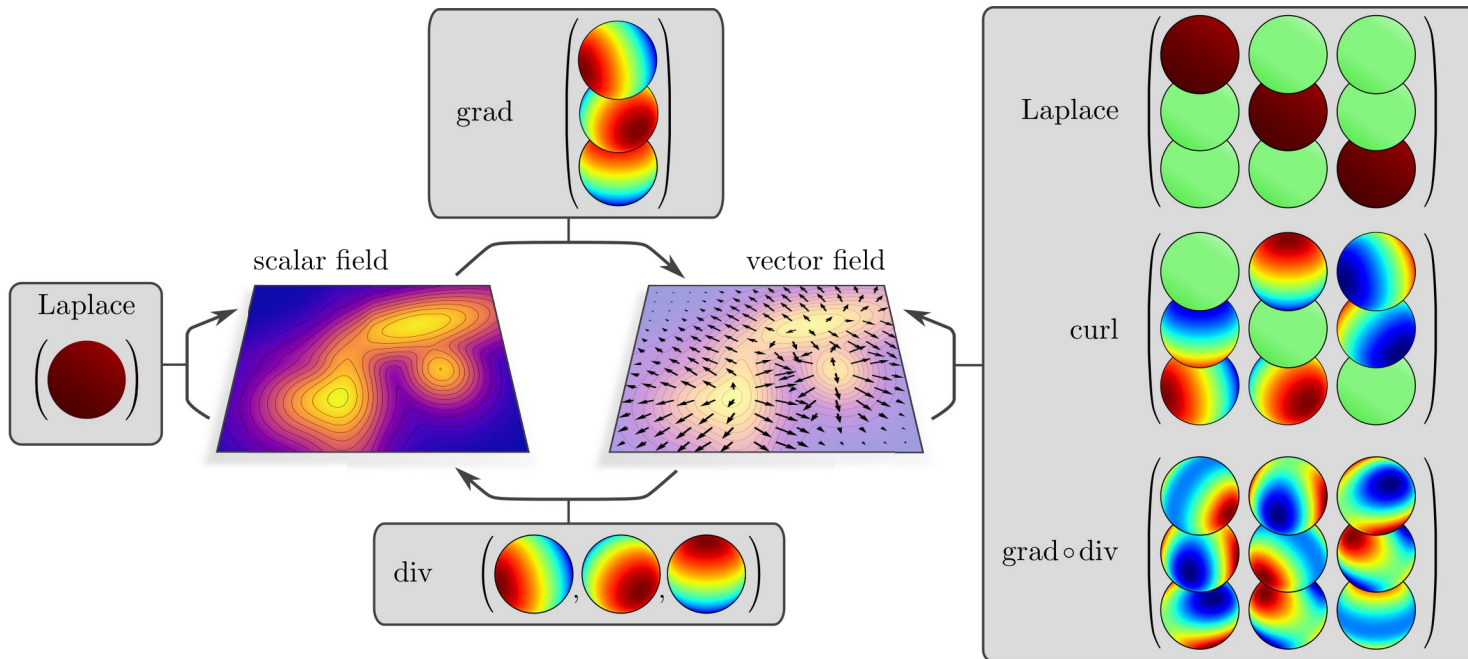 grad
Laplace
scalar field
vector field
Laplace
curl
div
grad ∘ div